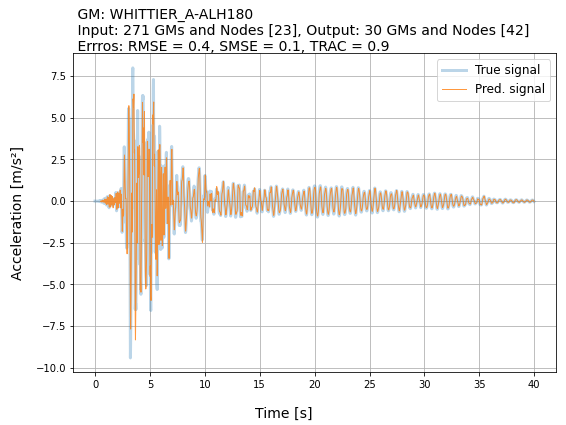 GM: WHITTIER_A-ALH180
Input: 271 GMs and Nodes [23], Output: 30 GMs and Nodes [42]
Erros: RMSE = 0.4, SMSE = 0.1, TRAC = 0.9
True signal
Pred. signal
7.5
5.0
2.5
0.0
−2.5
−5.0
−7.5
−10.0
Acceleration [m/s²]
0 5 10 15 20 25 30 35 40
Time [s]